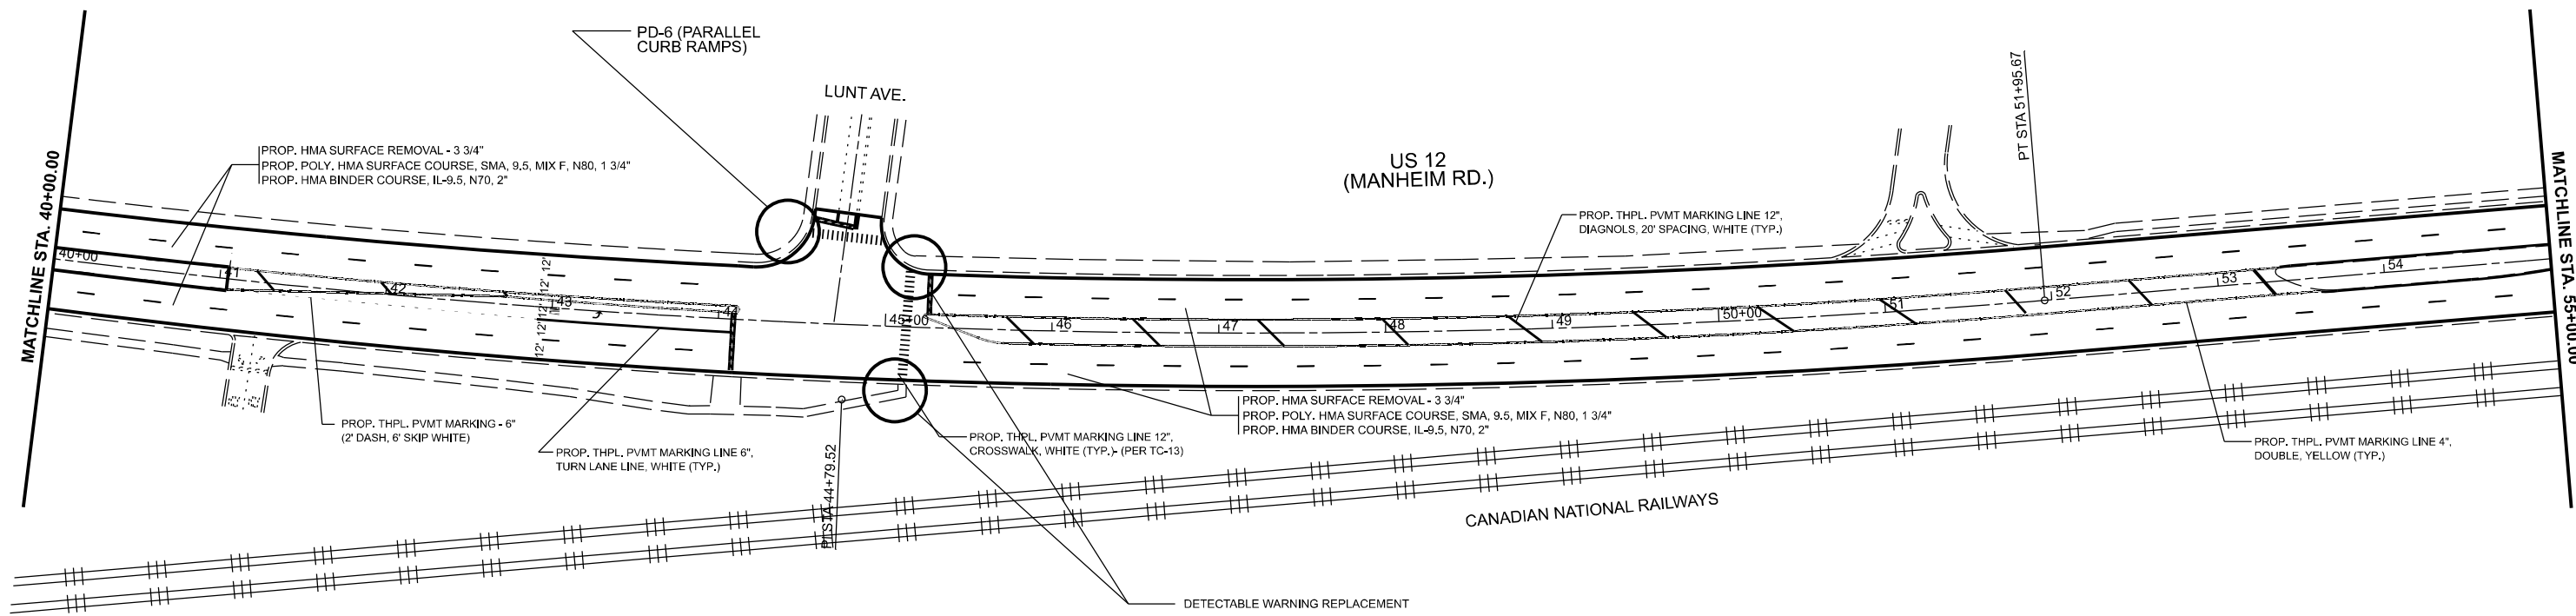 PD-6 (PARALLEL
CURB RAMPS)
LUNT AVE.
PROP. HMA SURFACE REMOVAL - 3 3/4"
PROP. POLY. HMA SURFACE COURSE, SMA, 9.5, MIX F, N80, 1 3/4"
PROP. HMA BINDER COURSE, IL-9.5, N70, 2"
US 12
(MANHEIM RD.)
PT STA 51+95.67
PROP. THPL. PVMT MARKING LINE 12",
DIAGNOLS, 20' SPACING, WHITE (TYP.)
MATCHLINE STA. 40+00.00
MATCHLINE STA. 55+00.00
40+00
41
42
43
44
45+00
46
47
48
49
50+00
51
52
53
54
12'
12'
12'
12'
12'
PROP. THPL. PVMT MARKING - 6"
(2' DASH, 6' SKIP WHITE)
PROP. THPL. PVMT MARKING LINE 6",
TURN LANE LINE, WHITE (TYP.)
PI STA 44+79.52
PROP. THPL. PVMT MARKING LINE 12",
CROSSWALK, WHITE (TYP.)- (PER TC-13)
PROP. HMA SURFACE REMOVAL - 3 3/4"
PROP. POLY. HMA SURFACE COURSE, SMA, 9.5, MIX F, N80, 1 3/4"
PROP. HMA BINDER COURSE, IL-9.5, N70, 2"
PROP. THPL. PVMT MARKING LINE 4",
DOUBLE, YELLOW (TYP.)
CANADIAN NATIONAL RAILWAYS
DETECTABLE WARNING REPLACEMENT